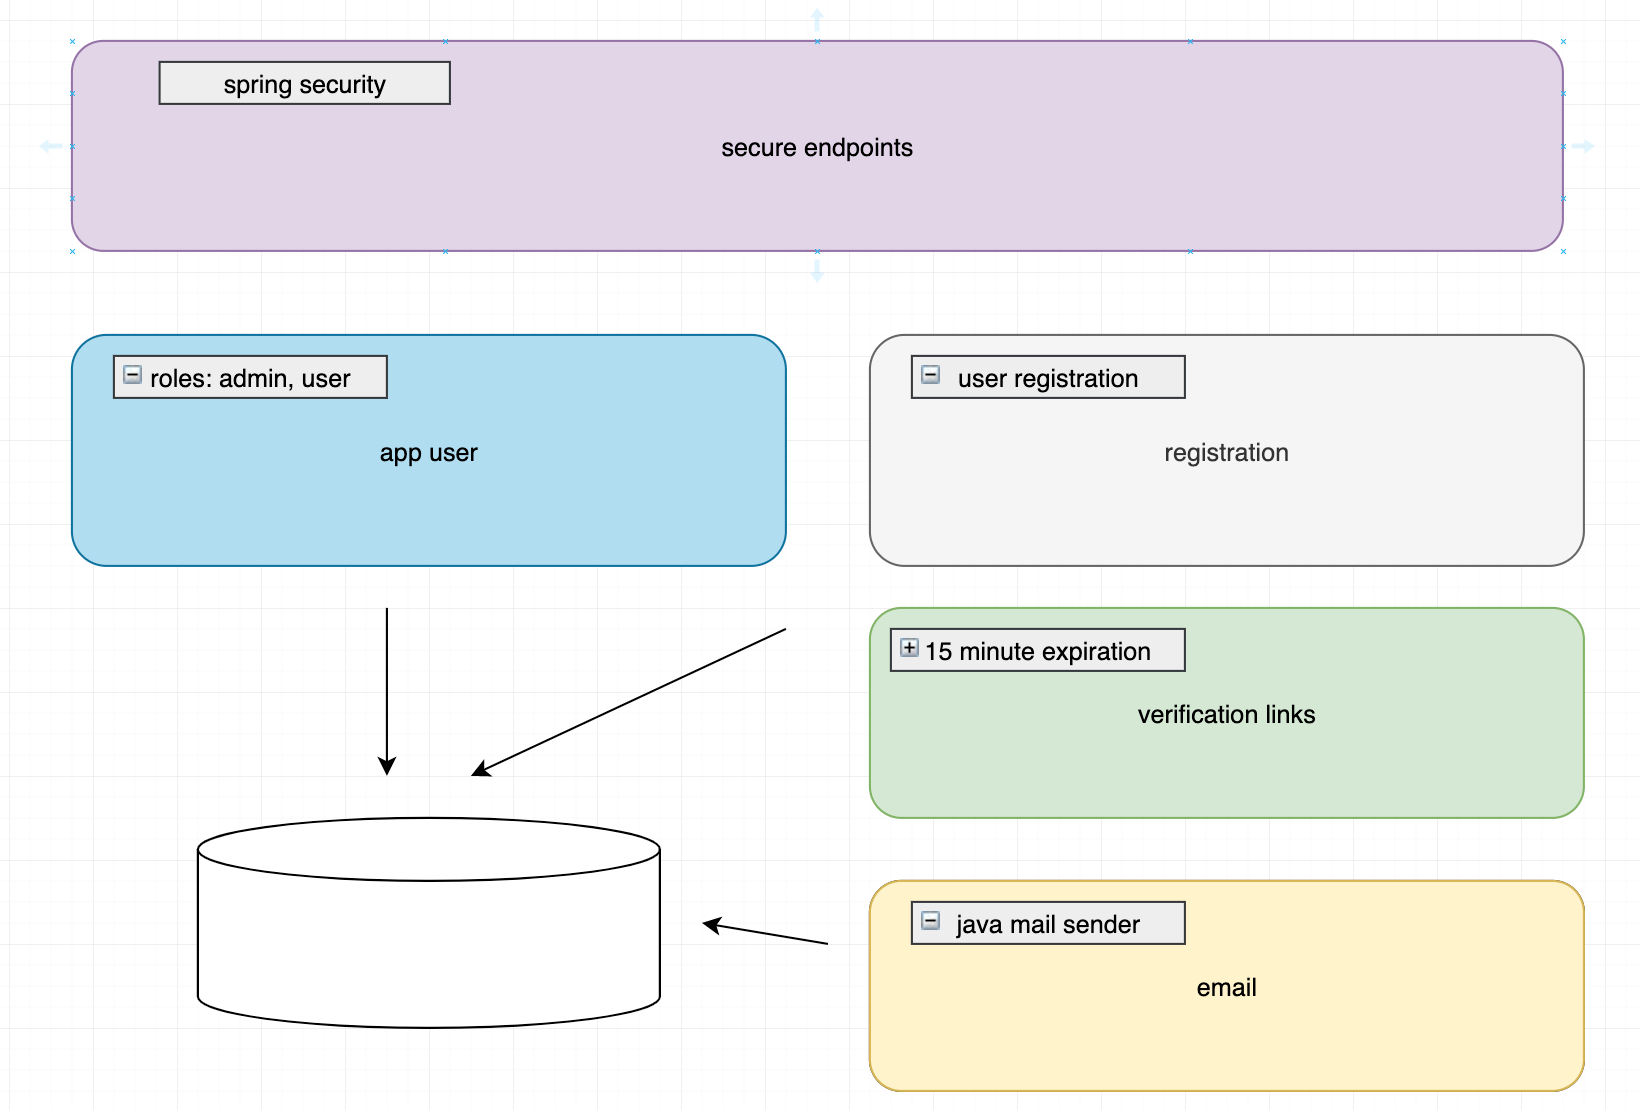 spring security
secure endpoints
roles: admin, user
app user
user registration
registration
15 minute expiration
verification links
java mail sender
email